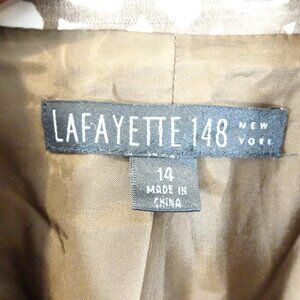 LAFAYETTE 148 NEW YORK
14
MADE IN
CHINA